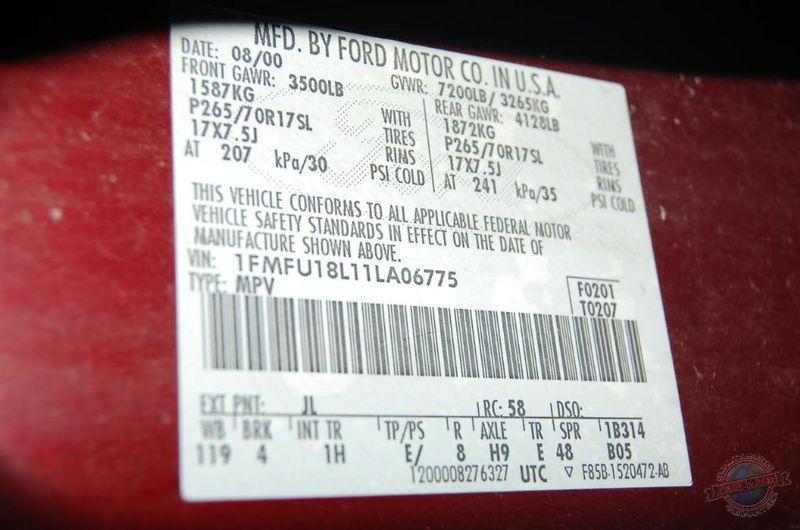 MFD. BY FORD MOTOR CO. IN U.S.A.
DATE: 08/00 GVWR: 7200LB/ 3265KG
FRONT GAWR: 3500LB REAR GAWR: 4128LB
1587KG WITH 1872KG WITH
P265/70R17SL TIRES P265/70R17SL TIRES
17X7.5J RIMS 17X7.5J RIMS
AT 207 kPa/30 PSI COLD AT 241 kPa/35 PSI COLD
THIS VEHICLE CONFORMS TO ALL APPLICABLE FEDERAL MOTOR
VEHICLE SAFETY STANDARDS IN EFFECT ON THE DATE OF
MANUFACTURE SHOWN ABOVE.
VIN: 1FMFU18L11LA06775
TYPE: MPV F0201
T0207
EXT PNT: JL RC: 58 DSO:
WB BRK INT TR TP/PS R AXLE TR SPR 1B314
119 4 1H E/ 8 H9 E 48 B05
1200008276327 UTC ▽ F85B-1520472-AB